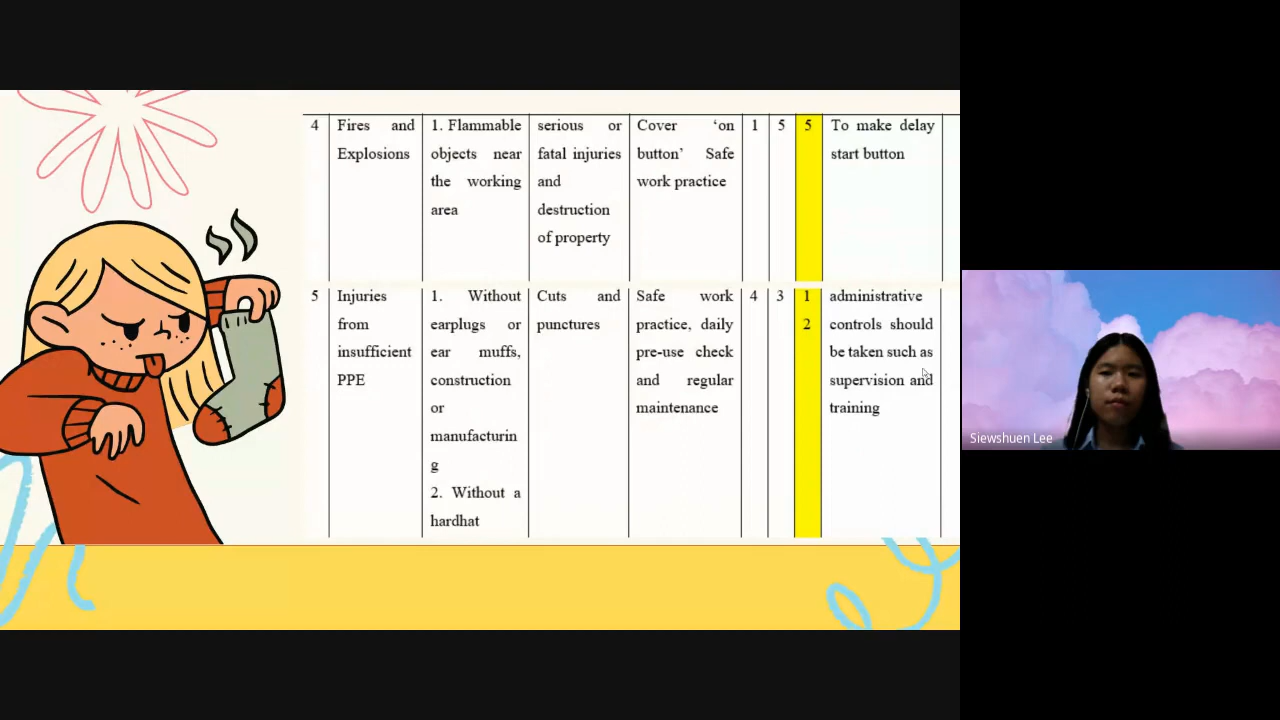 4
Fires and
Explosions
1. Flammable
objects near
the working
area
serious or
fatal injuries
and
destruction
of property
Cover ‘on
button’ Safe
work practice
1
5
5
To make delay
start button
5
Injuries
from
insufficient
PPE
1. Without
earplugs or
ear muffs,
construction
or
manufacturin
g
2. Without a
hardhat
Cuts and
punctures
Safe work
practice, daily
pre-use check
and regular
maintenance
4
3
1
2
administrative
controls should
be taken such as
supervision and
training
Siewshuen Lee